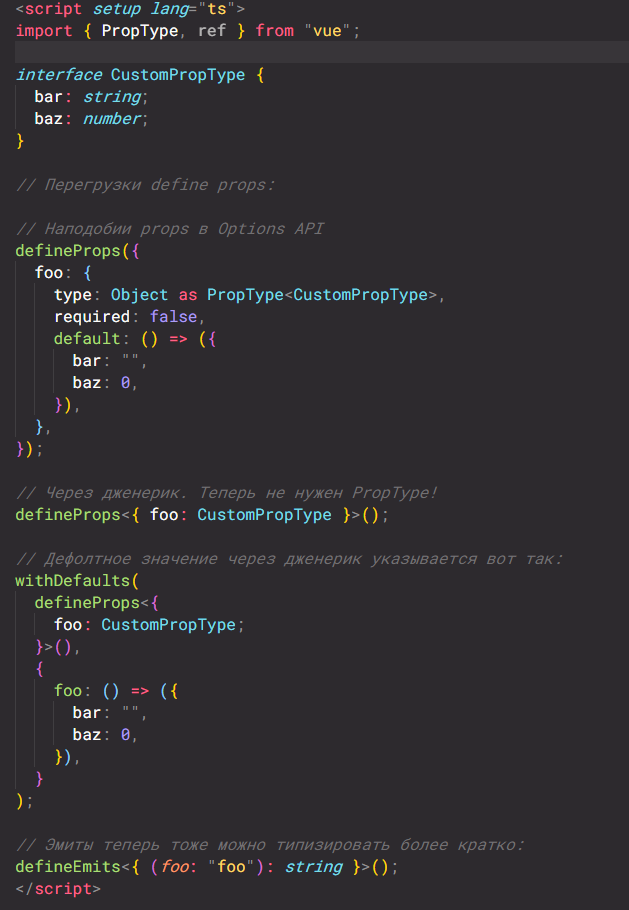 <script setup lang="ts">
import { PropType, ref } from "vue";
interface CustomPropType {
  bar: string;
  baz: number;
}
// Перегрузки define props:
// Наподобии props в Options API
defineProps({
  foo: {
    type: Object as PropType<CustomPropType>,
    required: false,
    default: () => ({
      bar: "",
      baz: 0,
    }),
  },
});
// Через дженерик. Теперь не нужен PropType!
defineProps<{ foo: CustomPropType }>();
// Дефолтное значение через дженерик указывается вот так:
withDefaults(
  defineProps<{
    foo: CustomPropType;
  }>(),
  {
    foo: () => ({
      bar: "",
      baz: 0,
    }),
  }
);
// Эмиты теперь тоже можно типизировать более кратко:
defineEmits<{ (foo: "foo"): string }>();
</script>